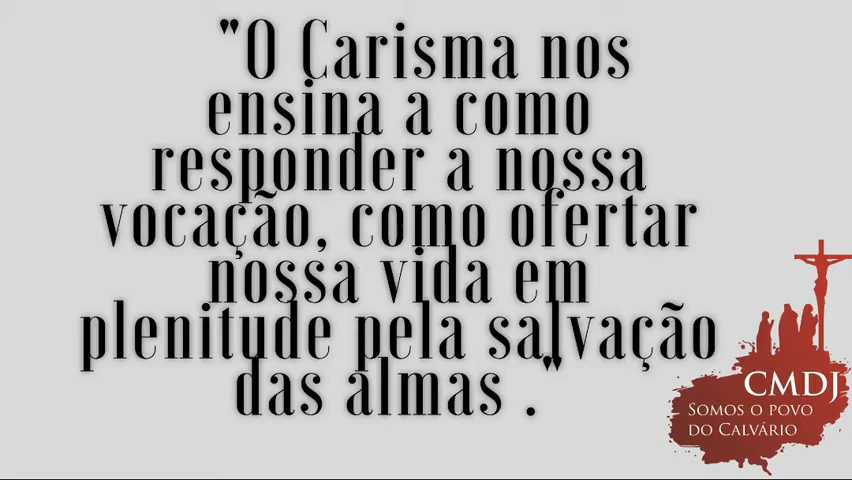 "O Carisma nos
ensina a como
responder a nossa
vocação, como ofertar
nossa vida em
plenitude pela salvação
das almas ."
CMDJ
SOMOS O POVO
DO CALVÁRIO